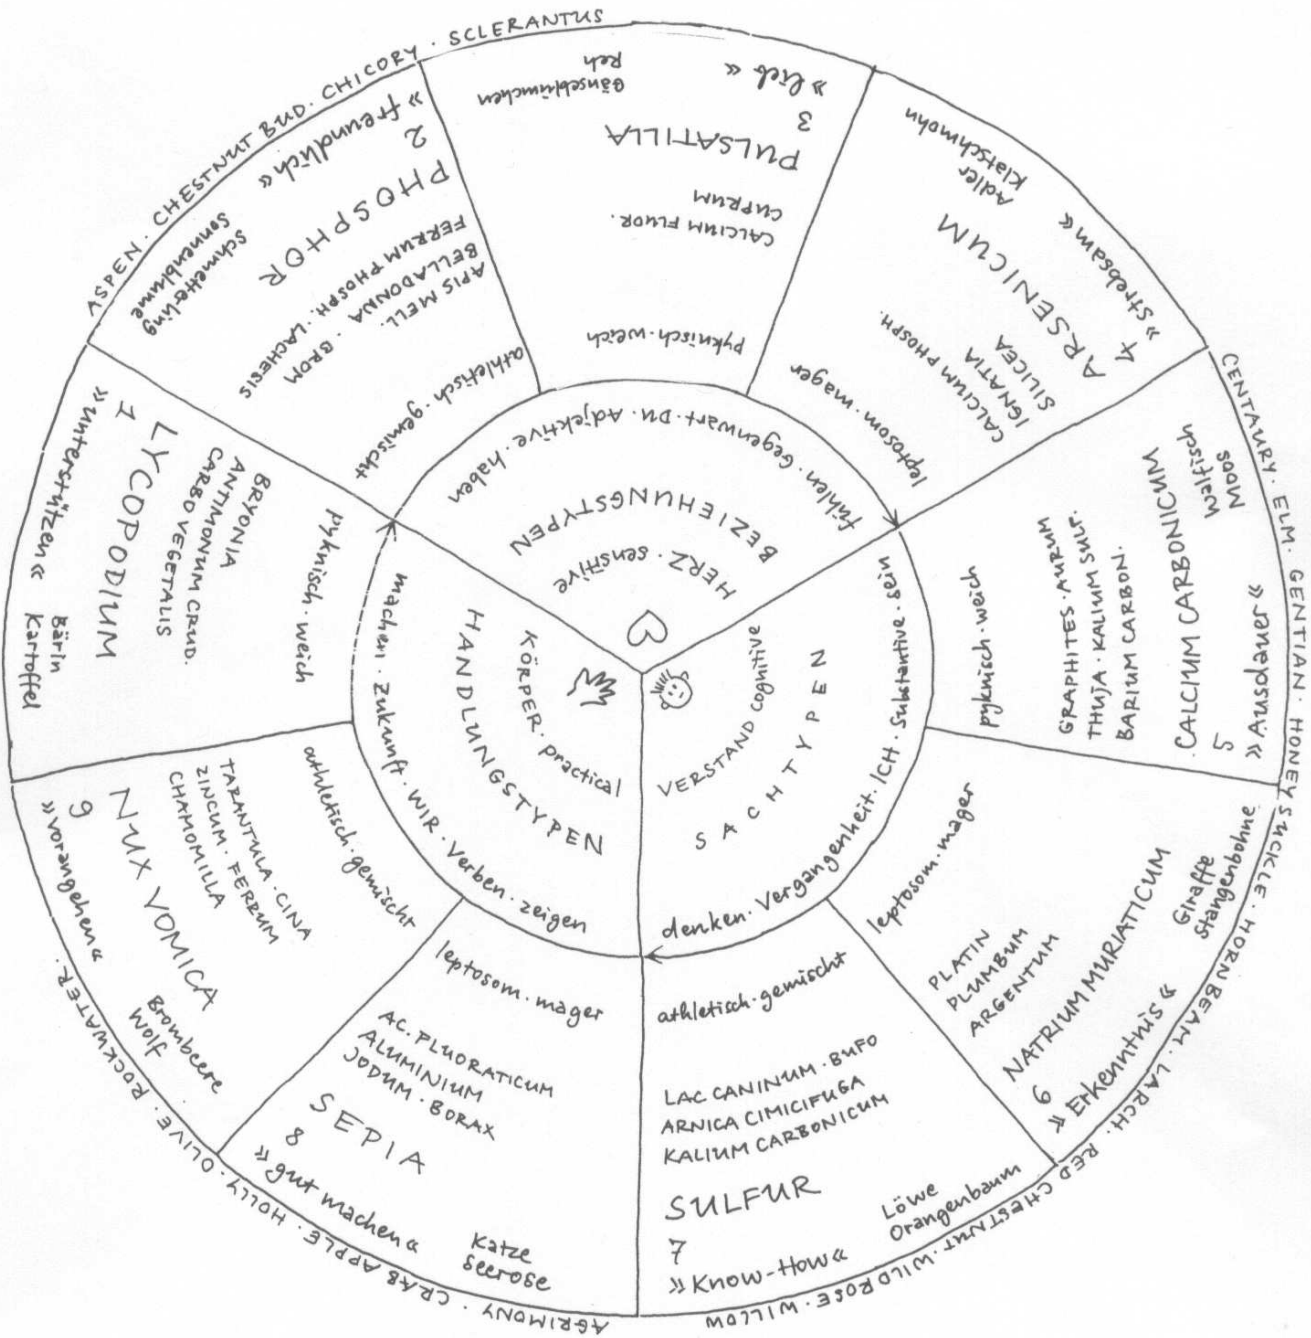 ASPEN · CHESTNUT BUD · CHICORY · SCLERANTUS
CENTAURY · ELM · GENTIAN · HONEYSUCKLE · HORNBEAM · LARCH · RED CHESTNUT · WILDROSE · WILLOW
AGRIMONY · CRAB APPLE · HOLLY · OLIVE · ROCKWATER ·
»unterstützen«
1
LYCOPODIUM
Bärin
Kartoffel
BRYONIA
ANTIMONIUM CRUD.
CARBO VEGETALIS
pyknisch · weich
»freundlich«
2
PHOSPHOR
Schmetterling
Sonnenblume
APIS MELL.
BELLADONNA · BROM
FERRUM PHOSPH. LACHESIS
athletisch · gemischt
»lieb«
3
PULSATILLA
Reh
Gänseblümchen
CUPRUM
CALCIUM FLUOR.
pyknisch · weich
»strebsam«
4
ARSENICUM
Adler
Klatschmohn
SILICEA
IGNATIA
CALCIUM PHOSPH.
leptosom · mager
»Ausdauer«
5
CALCIUM CARBONICUM
Walfisch
Moos
GRAPHITES · AURUM
THUJA · KALIUM SULF.
BARIUM CARBON.
pyknisch · weich
»Erkenntnis«
6
NATRIUM MURIATICUM
Giraffe
Stangenbohne
PLATIN
PLUMBUM
ARGENTUM
leptosom · mager
athletisch · gemischt
LAC CANINUM · BUFO
ARNICA CIMICIFUGA
KALIUM CARBONICUM
SULFUR
7
»Know-How«
Löwe
Orangenbaum
leptosom · mager
AC. FLUORATICUM
ALUMINIUM
JODUM · BORAX
SEPIA
8
»gut machen«
Katze
Seerose
athletisch · gemischt
TARANTULA · CINA
ZINCUM · FERRUM
CHAMOMILLA
NUX VOMICA
9
»vorangehen«
Brombeere
Wolf
fühlen · Gegenwart · DU · Adjektive · haben
BEZIEHUNGSTYPEN
HERZ · sensitive
denken · Vergangenheit · ICH · Substantive · sein
SACHTYPEN
VERSTAND cognitive
machen · Zukunft · WIR · Verben · zeigen
HANDLUNGSTYPEN
KÖRPER · practical